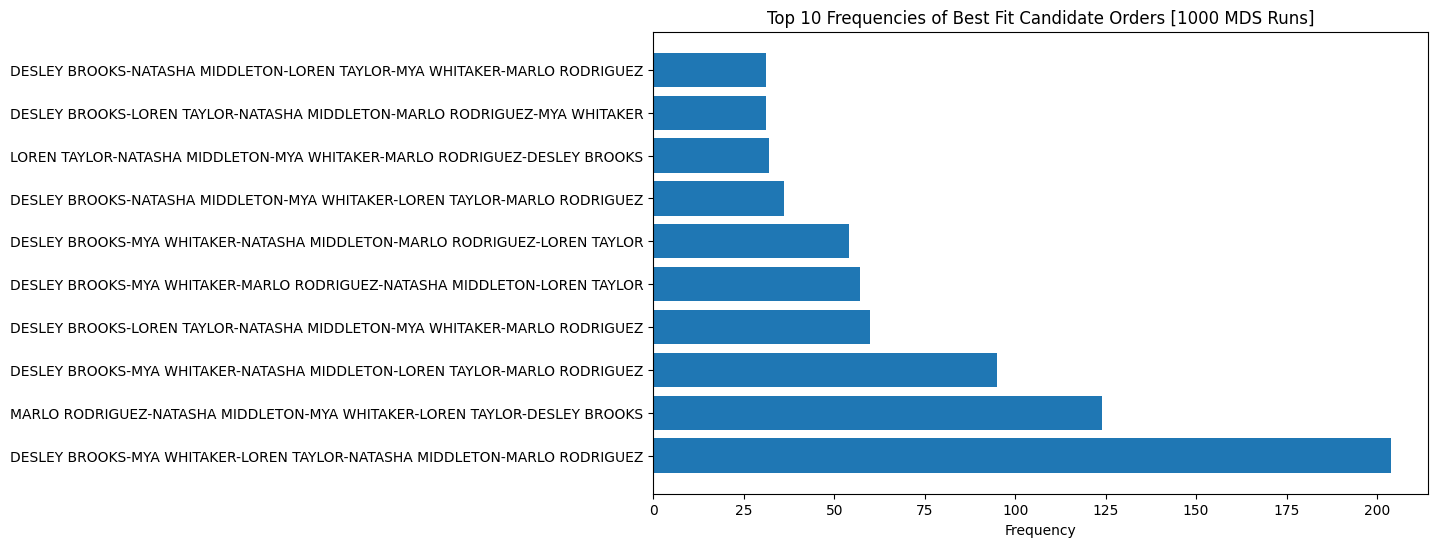 Top 10 Frequencies of Best Fit Candidate Orders [1000 MDS Runs]
DESLEY BROOKS-NATASHA MIDDLETON-LOREN TAYLOR-MYA WHITAKER-MARLO RODRIGUEZ
DESLEY BROOKS-LOREN TAYLOR-NATASHA MIDDLETON-MARLO RODRIGUEZ-MYA WHITAKER
LOREN TAYLOR-NATASHA MIDDLETON-MYA WHITAKER-MARLO RODRIGUEZ-DESLEY BROOKS
DESLEY BROOKS-NATASHA MIDDLETON-MYA WHITAKER-LOREN TAYLOR-MARLO RODRIGUEZ
DESLEY BROOKS-MYA WHITAKER-NATASHA MIDDLETON-MARLO RODRIGUEZ-LOREN TAYLOR
DESLEY BROOKS-MYA WHITAKER-MARLO RODRIGUEZ-NATASHA MIDDLETON-LOREN TAYLOR
DESLEY BROOKS-LOREN TAYLOR-NATASHA MIDDLETON-MYA WHITAKER-MARLO RODRIGUEZ
DESLEY BROOKS-MYA WHITAKER-NATASHA MIDDLETON-LOREN TAYLOR-MARLO RODRIGUEZ
MARLO RODRIGUEZ-NATASHA MIDDLETON-MYA WHITAKER-LOREN TAYLOR-DESLEY BROOKS
DESLEY BROOKS-MYA WHITAKER-LOREN TAYLOR-NATASHA MIDDLETON-MARLO RODRIGUEZ
0 25 50 75 100 125 150 175 200
Frequency